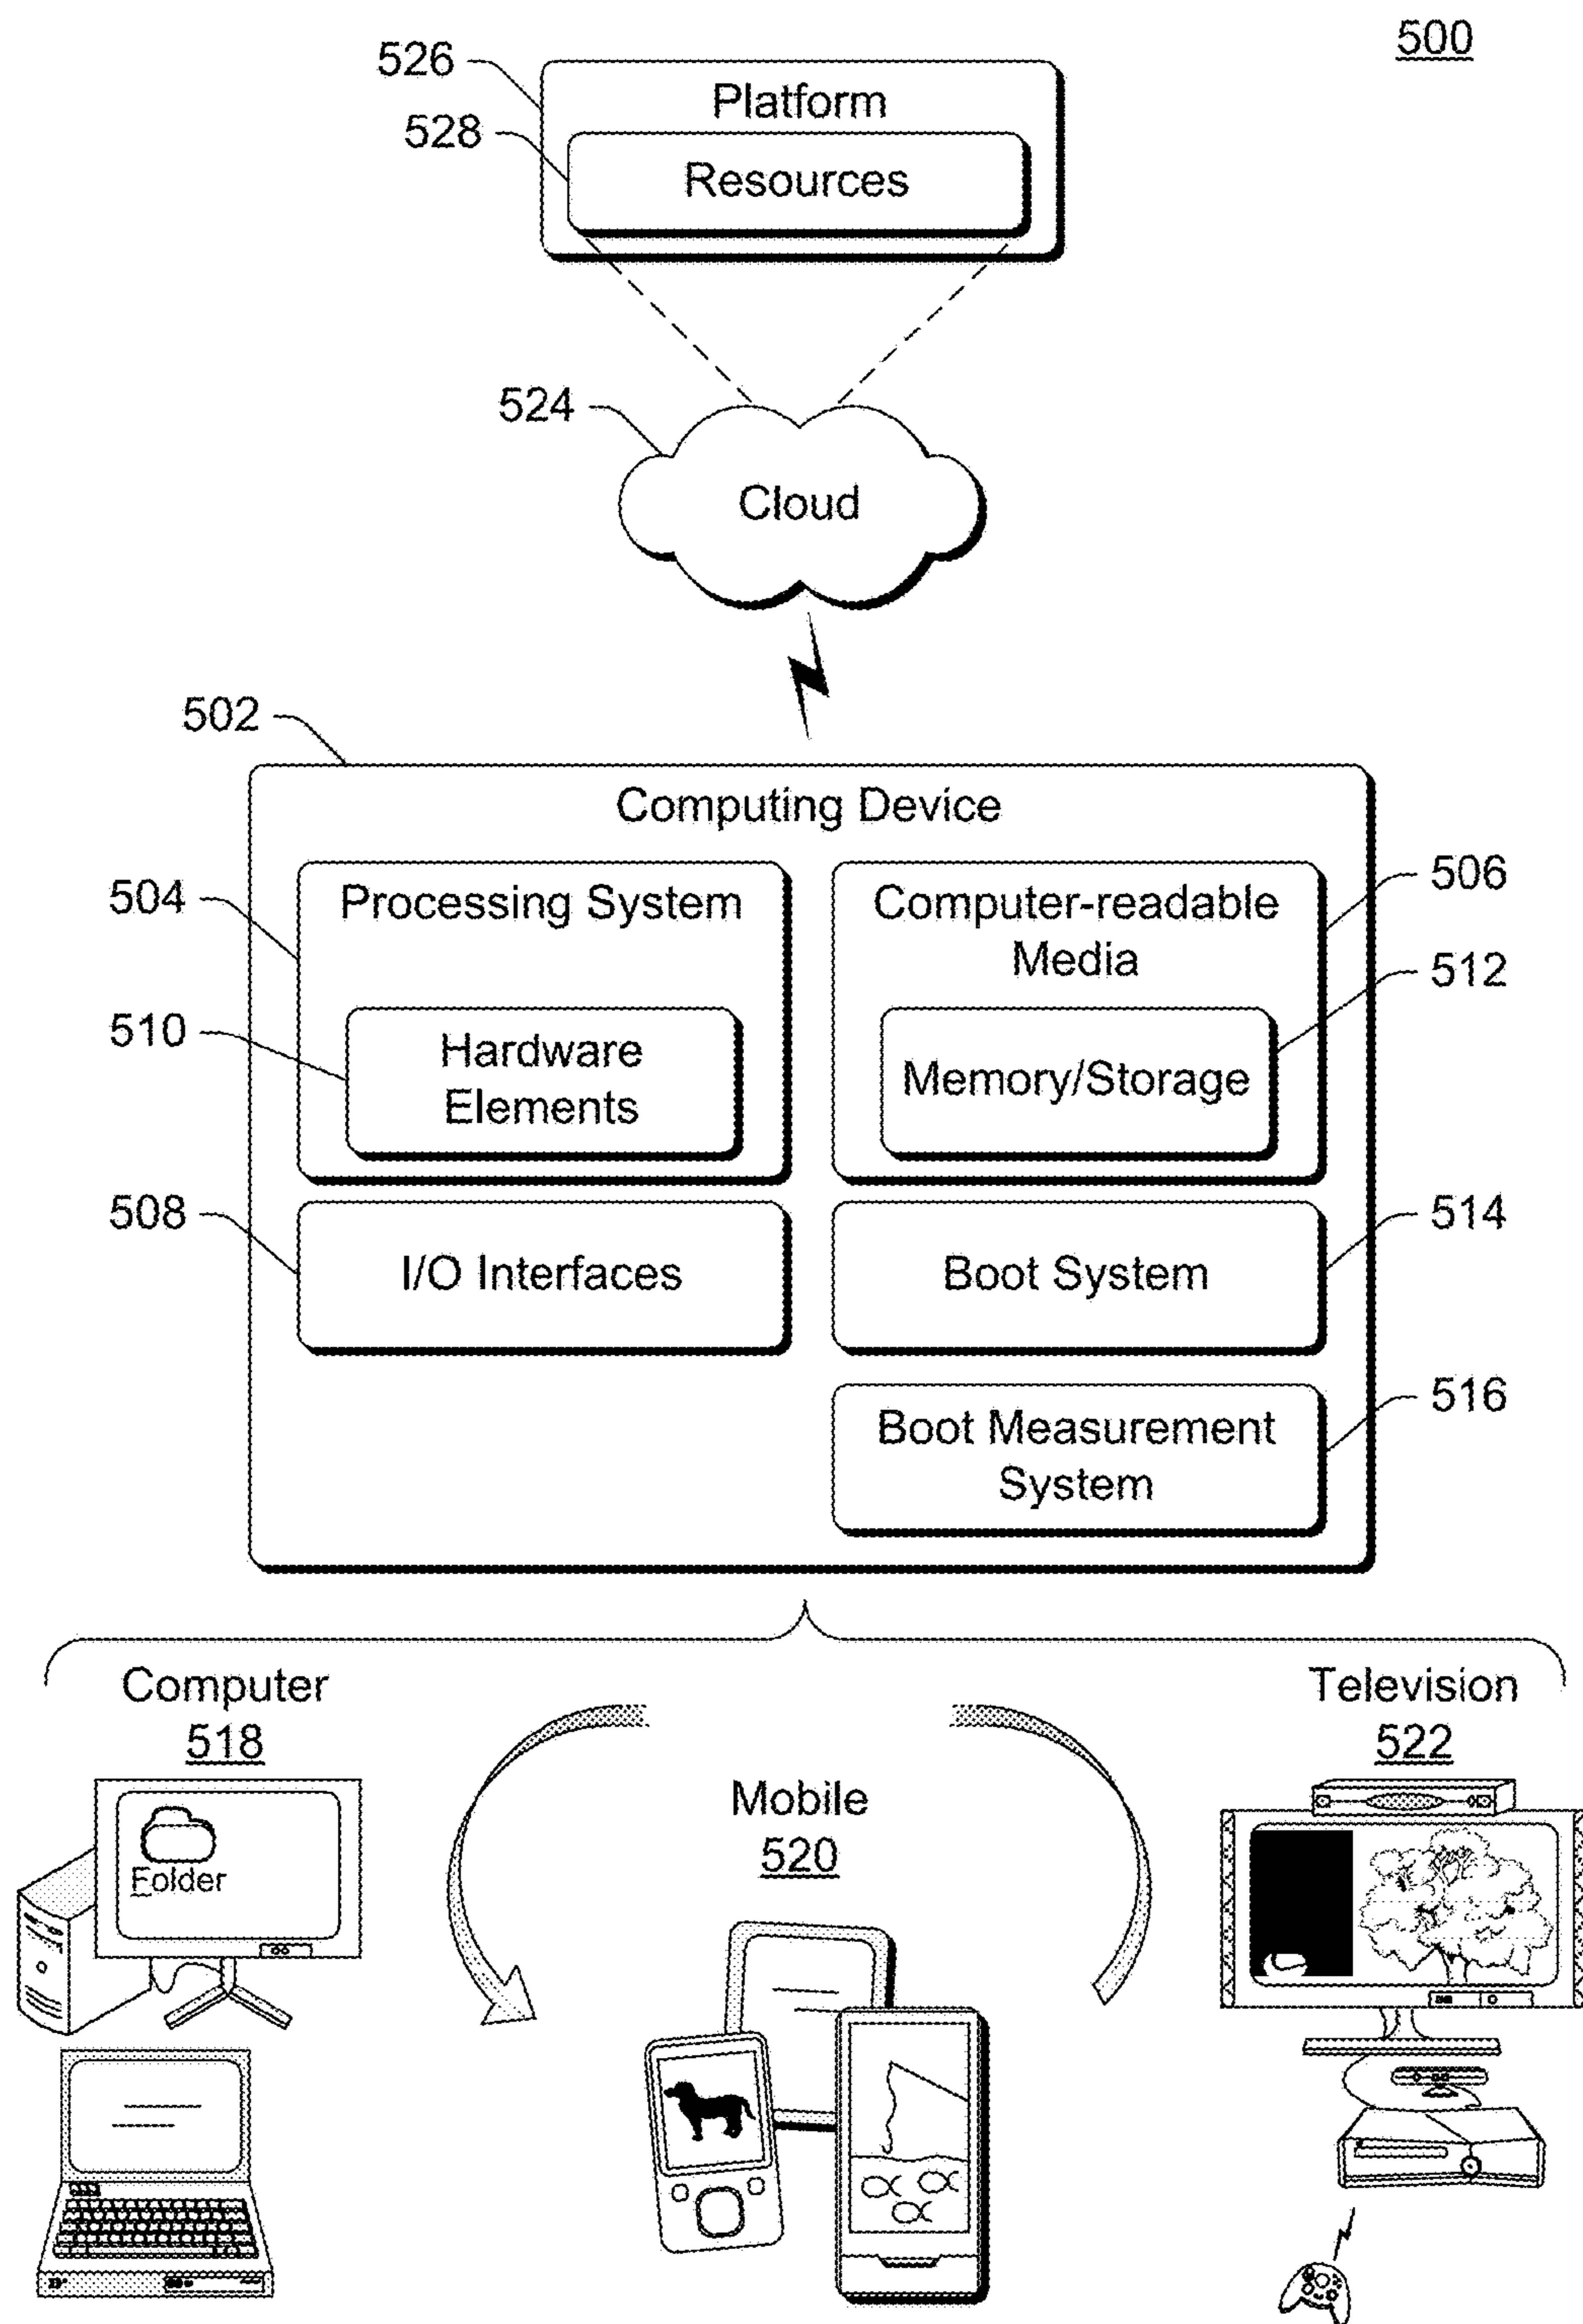 500
526
Platform
528
Resources
524
Cloud
502
Computing Device
504
Processing System
Computer-readable
Media
506
512
510
Hardware
Elements
Memory/Storage
508
I/O Interfaces
Boot System
514
Boot Measurement
System
516
Computer
518
Folder
Mobile
520
Television
522